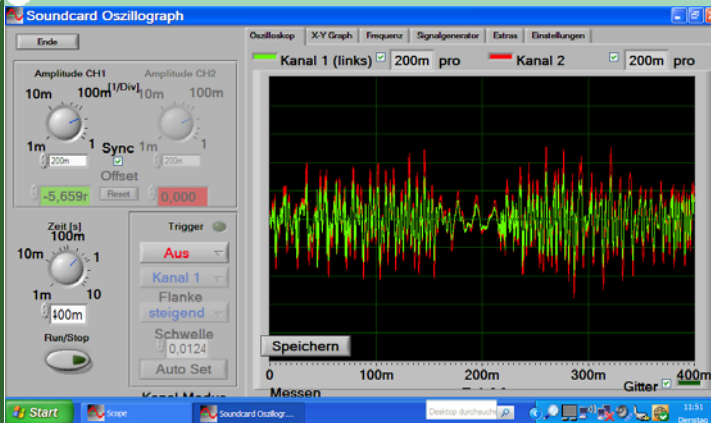 Soundcard Oszillograph
Ende
Oszilloskop X-Y Graph Frequenz Signalgenerator Extras Einstellungen
Kanal 1 (links) 200m pro Kanal 2 200m pro
Amplitude CH1 Amplitude CH2
10m 100m [1/Div] 10m 100m
1m 1 Sync 1m 1
200m 200m
Offset
-5,659r Reset 0,000
Zeit [s] Trigger
100m
10m 1 Aus
Kanal 1
1m 10 Flanke
400m steigend
Run/Stop Schwelle
0,0124
Auto Set
Speichern
0 100m 200m 300m 400m
Kanal Modus Messen Gitter
Start Scope Soundcard Oszillogr... Desktop durchsuche 11:51
Dienstag